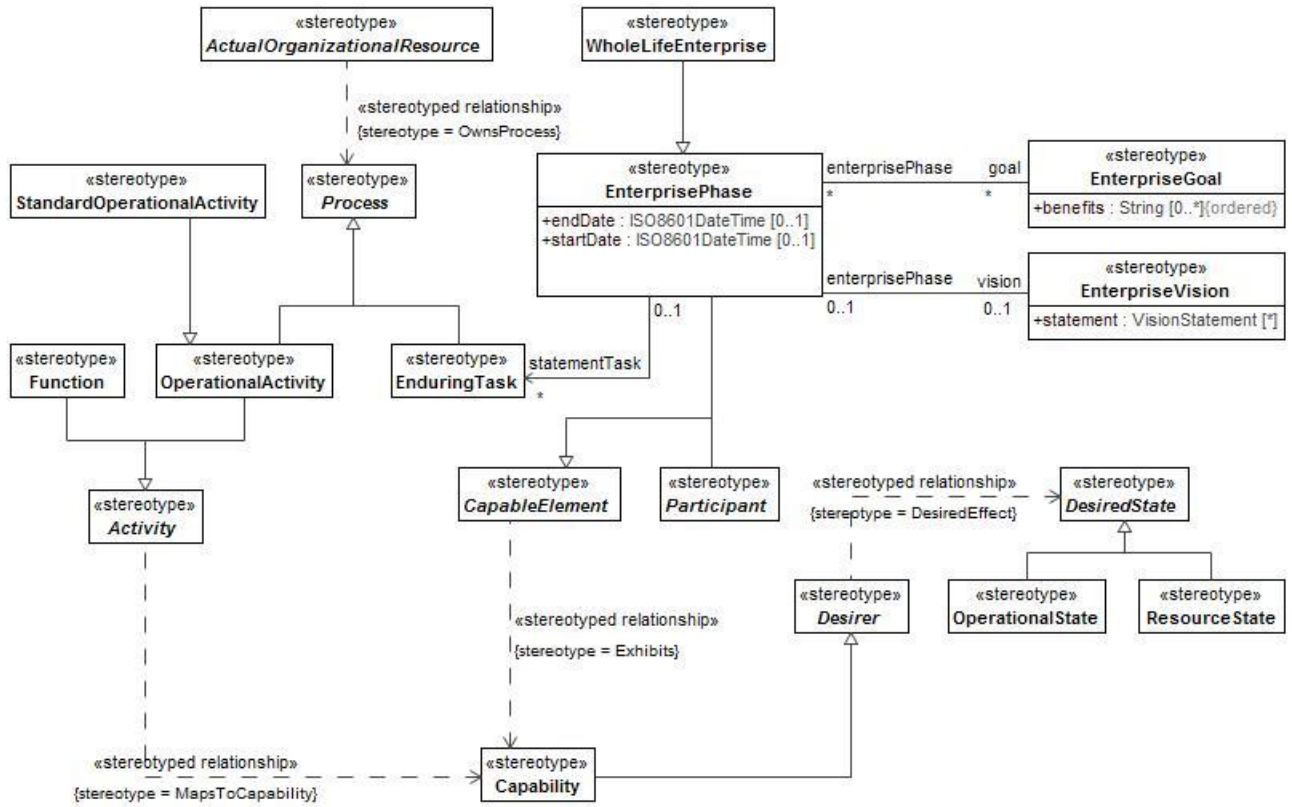 «stereotype»
ActualOrganizationalResource
«stereotype»
WholeLifeEnterprise
«stereotyped relationship»
{stereotype = OwnsProcess}
«stereotype»
StandardOperationalActivity
«stereotype»
Process
«stereotype»
EnterprisePhase
+endDate : ISO8601DateTime [0..1]
+startDate : ISO8601DateTime [0..1]
enterprisePhase
goal
*
*
«stereotype»
EnterpriseGoal
+benefits : String [0..*]{ordered}
enterprisePhase
vision
0..1
0..1
«stereotype»
EnterpriseVision
+statement : VisionStatement [*]
0..1
statementTask
*
«stereotype»
Function
«stereotype»
OperationalActivity
«stereotype»
EnduringTask
«stereotype»
Activity
«stereotype»
CapableElement
«stereotype»
Participant
«stereotyped relationship»
{stereotype = DesiredEffect}
«stereotype»
DesiredState
«stereotype»
Desirer
«stereotype»
OperationalState
«stereotype»
ResourceState
«stereotyped relationship»
{stereotype = Exhibits}
«stereotyped relationship»
{stereotype = MapsToCapability}
«stereotype»
Capability